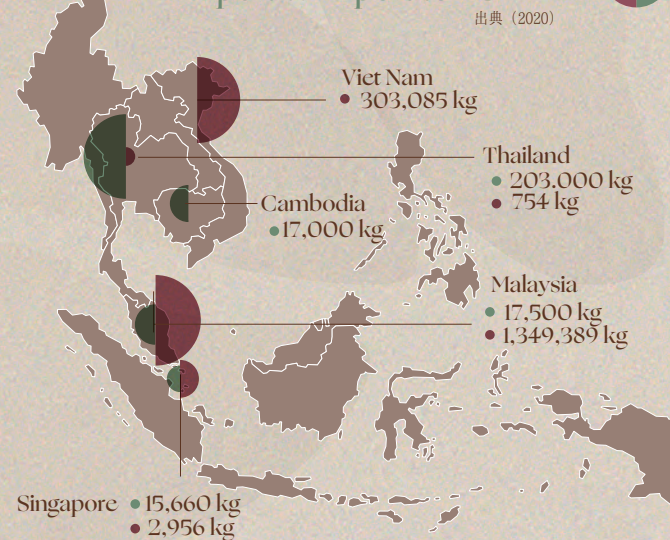 出典（2020）
Viet Nam
303,085 kg
Thailand
203.000 kg
754 kg
Cambodia
17,000 kg
Malaysia
17,500 kg
1,349,389 kg
Singapore 15,660 kg
2,956 kg